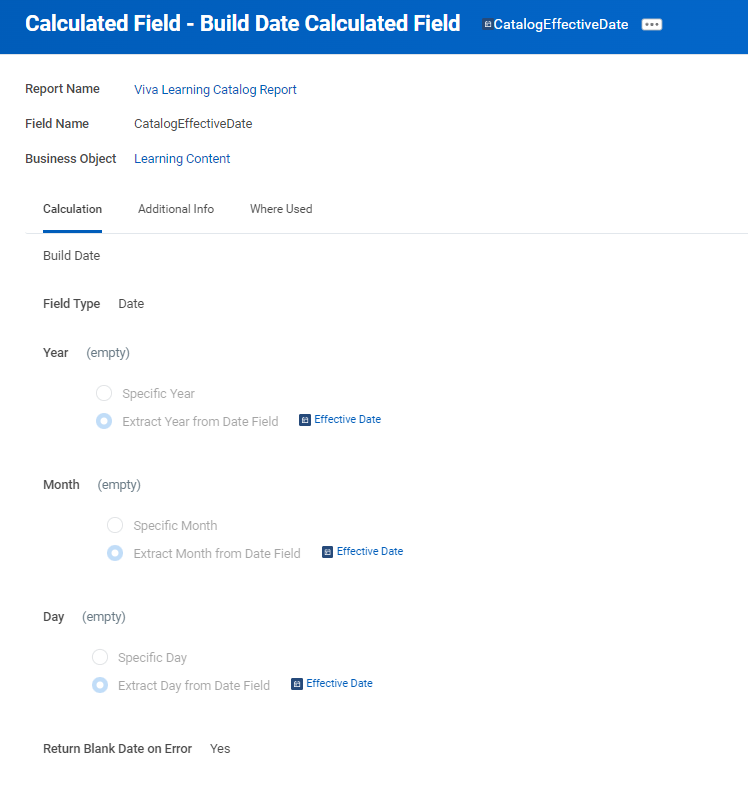 Calculated Field - Build Date Calculated Field CatalogEffectiveDate
Report Name Viva Learning Catalog Report
Field Name CatalogEffectiveDate
Business Object Learning Content
Calculation Additional Info Where Used
Build Date
Field Type Date
Year (empty)
Specific Year
Extract Year from Date Field Effective Date
Month (empty)
Specific Month
Extract Month from Date Field Effective Date
Day (empty)
Specific Day
Extract Day from Date Field Effective Date
Return Blank Date on Error Yes